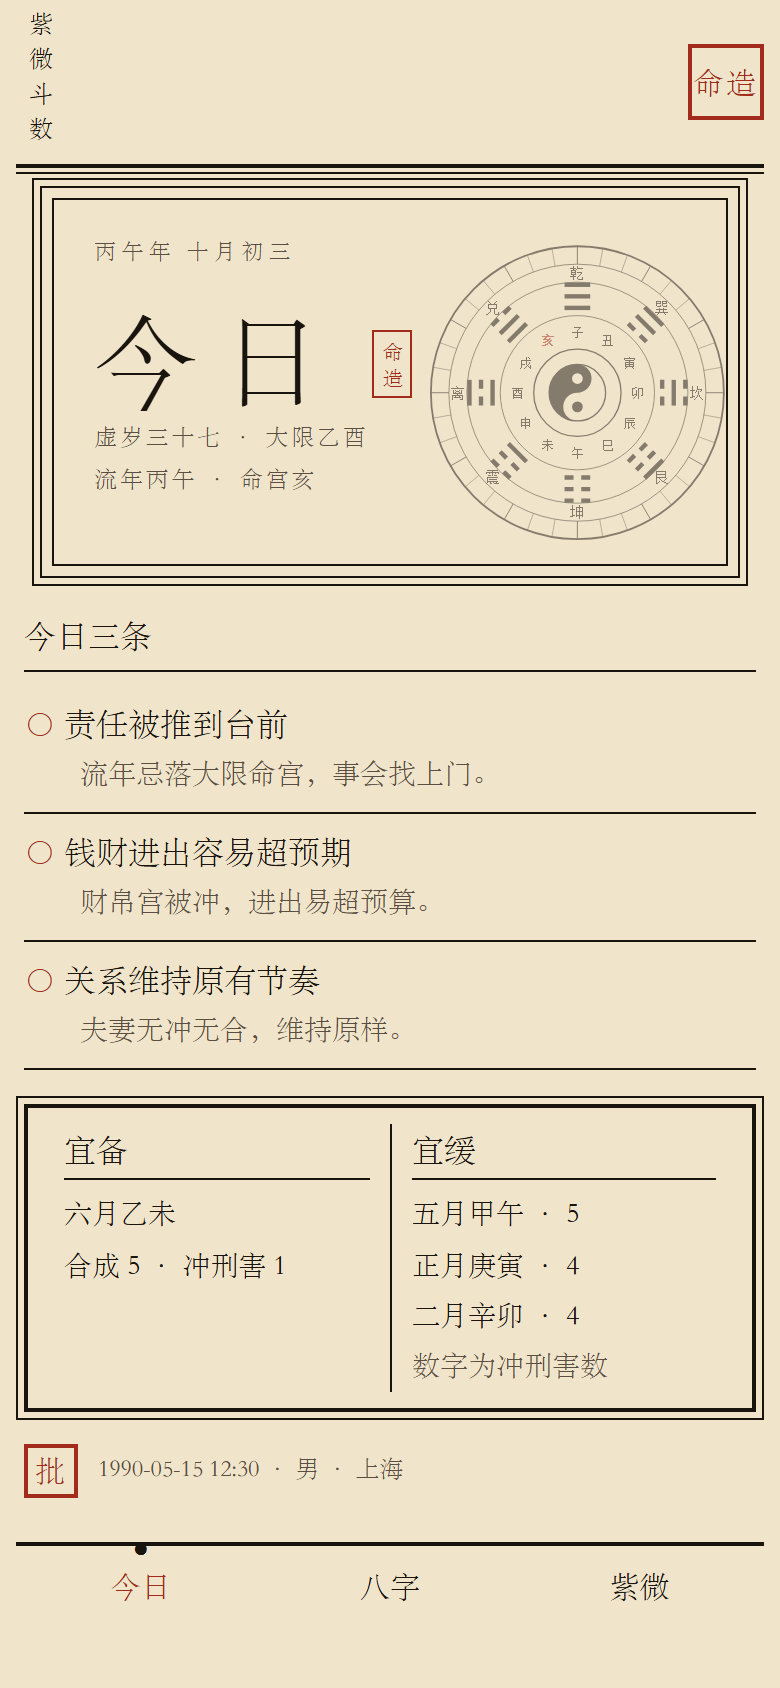 紫微斗数
命造
丙午年 十月初三
今日
命造
虚岁三十七 · 大限乙酉
流年丙午 · 命宫亥
乾
兑
巽
离
坎
震
艮
坤
子
丑
寅
卯
辰
巳
午
未
申
酉
戌
亥
今日三条
〇 责任被推到台前
流年忌落大限命宫，事会找上门。
〇 钱财进出容易超预期
财帛宫被冲，进出易超预算。
〇 关系维持原有节奏
夫妻无冲无合，维持原样。
宜备
六月乙未
合成 5 · 冲刑害 1
宜缓
五月甲午 · 5
正月庚寅 · 4
二月辛卯 · 4
数字为冲刑害数
批
1990-05-15 12:30 · 男 · 上海
今日
八字
紫微